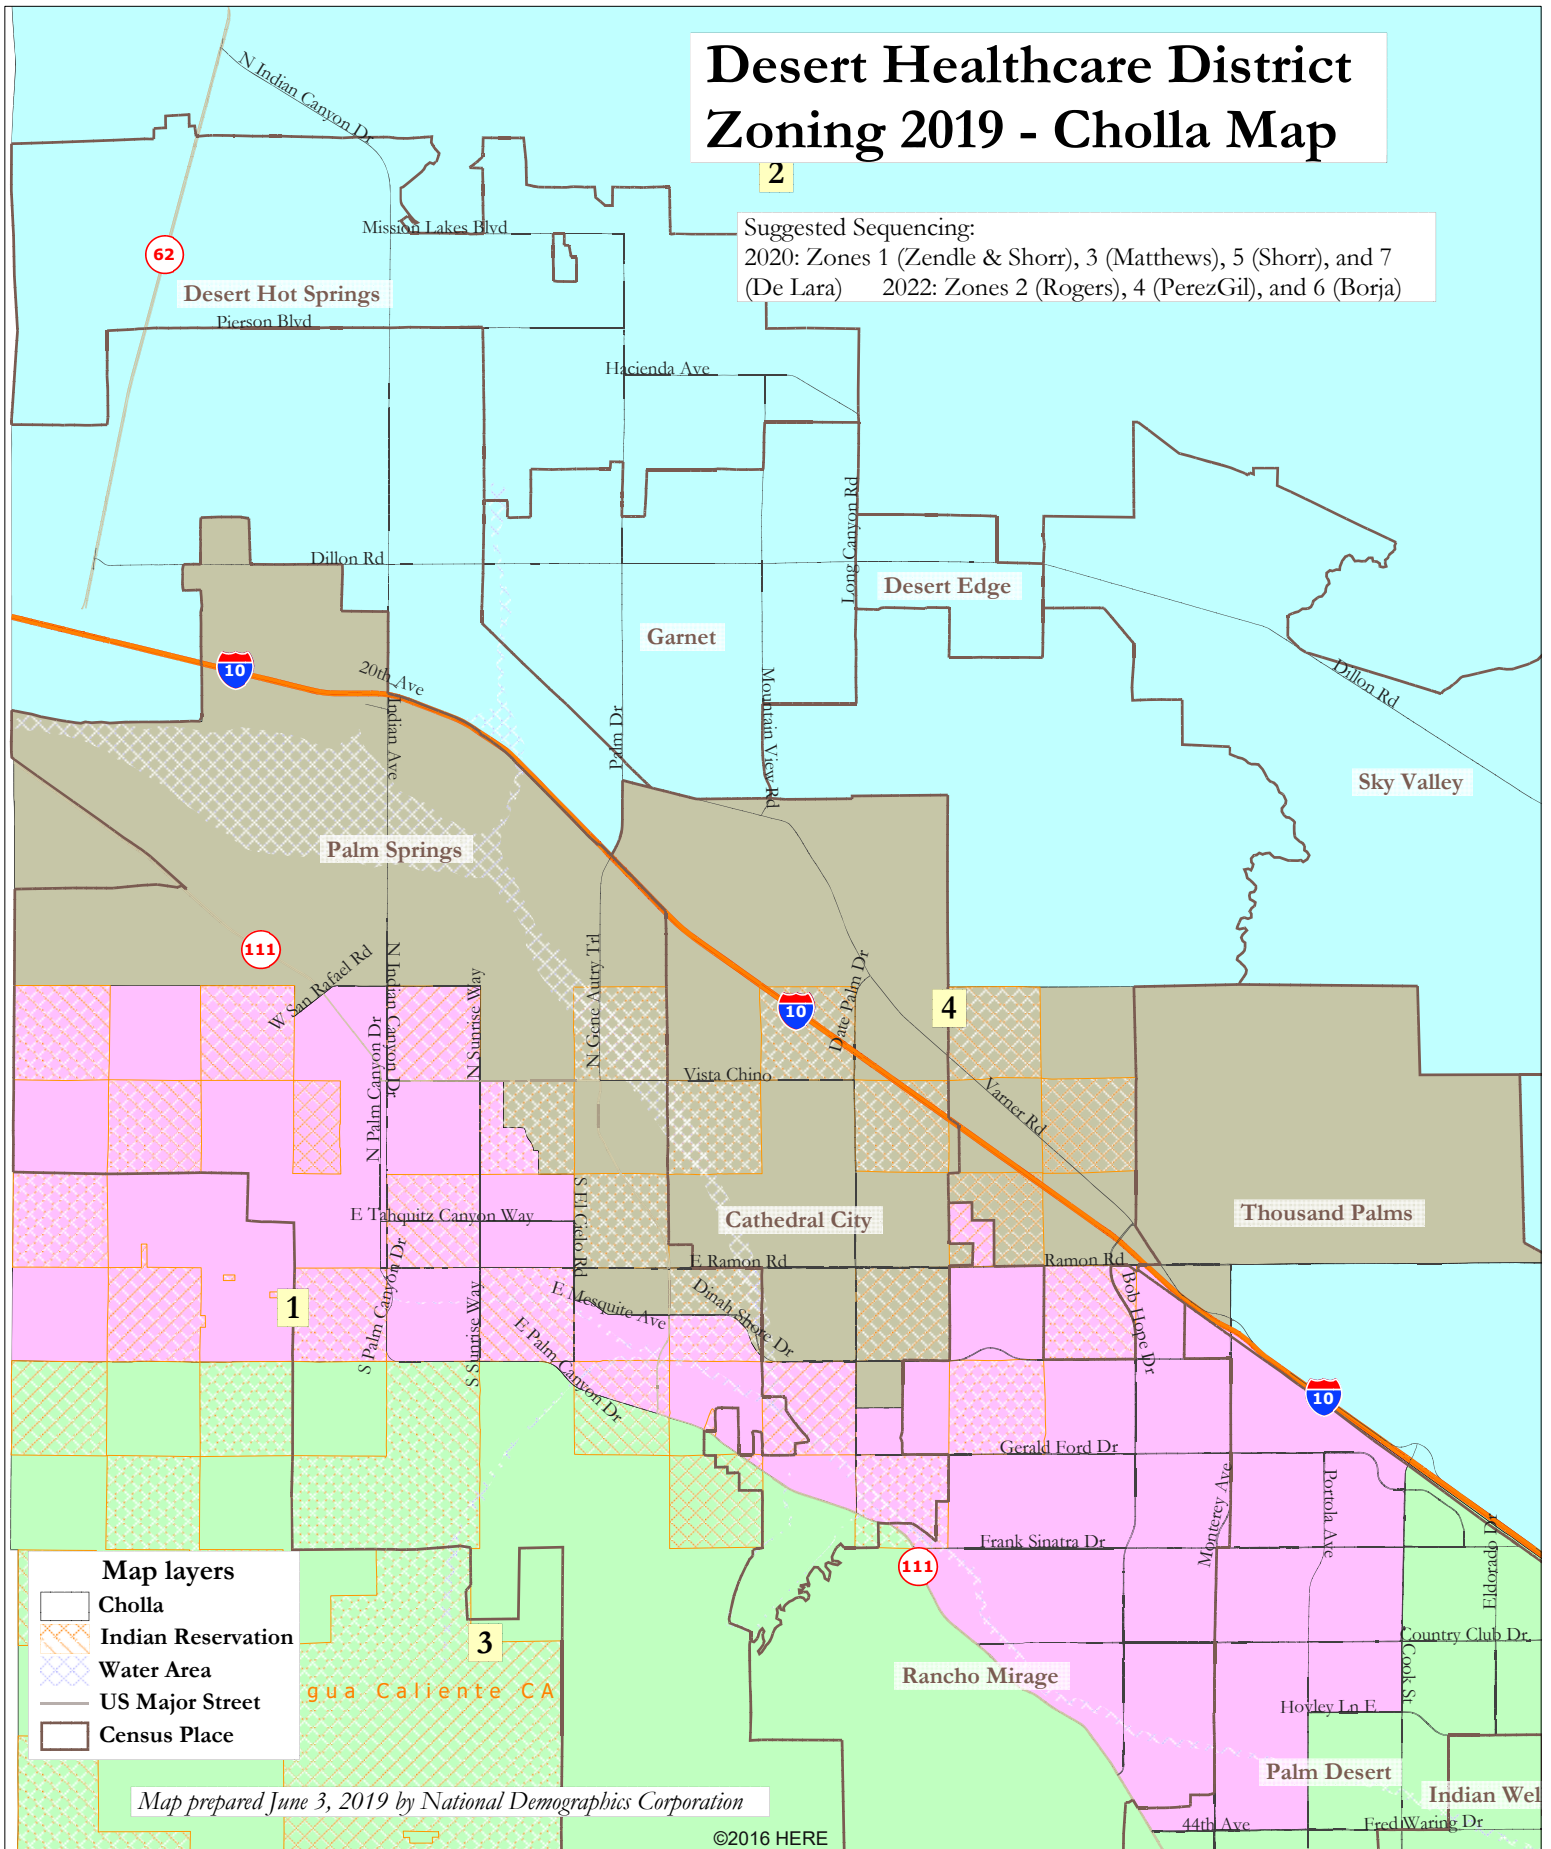 Desert Healthcare District
Zoning 2019 - Cholla Map
2
Suggested Sequencing:
2020: Zones 1 (Zendle & Shorr), 3 (Matthews), 5 (Shorr), and 7
(De Lara) 2022: Zones 2 (Rogers), 4 (PerezGil), and 6 (Borja)
N Indian Canyon Dr
Mission Lakes Blvd
62
Desert Hot Springs
Pierson Blvd
Hacienda Ave
Long Canyon Rd
Dillon Rd
Desert Edge
Garnet
10
20th Ave
Indian Ave
Palm Dr
Mountain View Rd
Dillon Rd
Sky Valley
Palm Springs
111
W San Rafael Rd
N Indian Canyon Dr
N Palm Canyon Dr
N Sunrise Way
N Gene Autry Trl
10
Date Palm Dr
4
Vista Chino
Varner Rd
E Tahquitz Canyon Way
S El Cielo Rd
Cathedral City
Thousand Palms
E Ramon Rd
Ramon Rd
1
S Palm Canyon Dr
S Sunrise Way
E Mesquite Ave
Dinah Shore Dr
E Palm Canyon Dr
Bob Hope Dr
10
Gerald Ford Dr
Monterey Ave
Portola Ave
Eldorado Dr
Frank Sinatra Dr
111
Map layers
Cholla
Indian Reservation
Water Area
US Major Street
Census Place
3
gua Caliente CA
Country Club Dr
Cook St
Rancho Mirage
Hovley Ln E
Palm Desert
Indian Wel
44th Ave
Fred Waring Dr
Map prepared June 3, 2019 by National Demographics Corporation
©2016 HERE